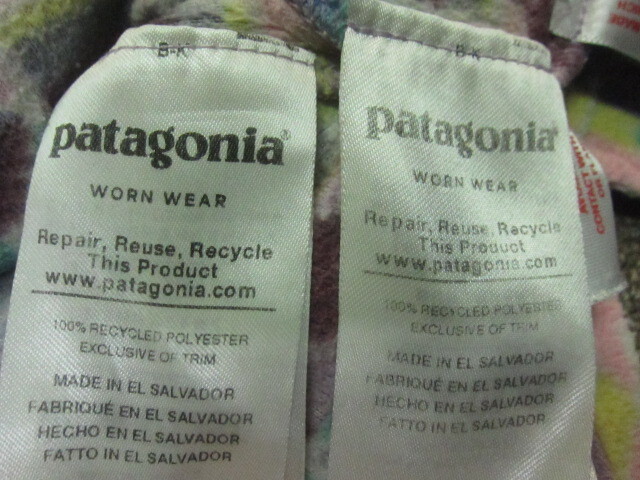 B-K
patagonia®
WORN WEAR
Repair, Reuse, Recycle
This Product
www.patagonia.com
100% RECYCLED POLYESTER
EXCLUSIVE OF TRIM
MADE IN EL SALVADOR
FABRIQUÉ EN EL SALVADOR
HECHO EN EL SALVADOR
FATTO IN EL SALVADOR
B-K
patagonia®
WORN WEAR
Repair, Reuse, Recycle
This Product
www.patagonia.com
100% RECYCLED POLYESTER
EXCLUSIVE OF TRIM
MADE IN EL SALVADOR
FABRIQUÉ EN EL SALVADOR
HECHO EN EL SALVADOR
FATTO IN EL SALVADOR
CONTACT